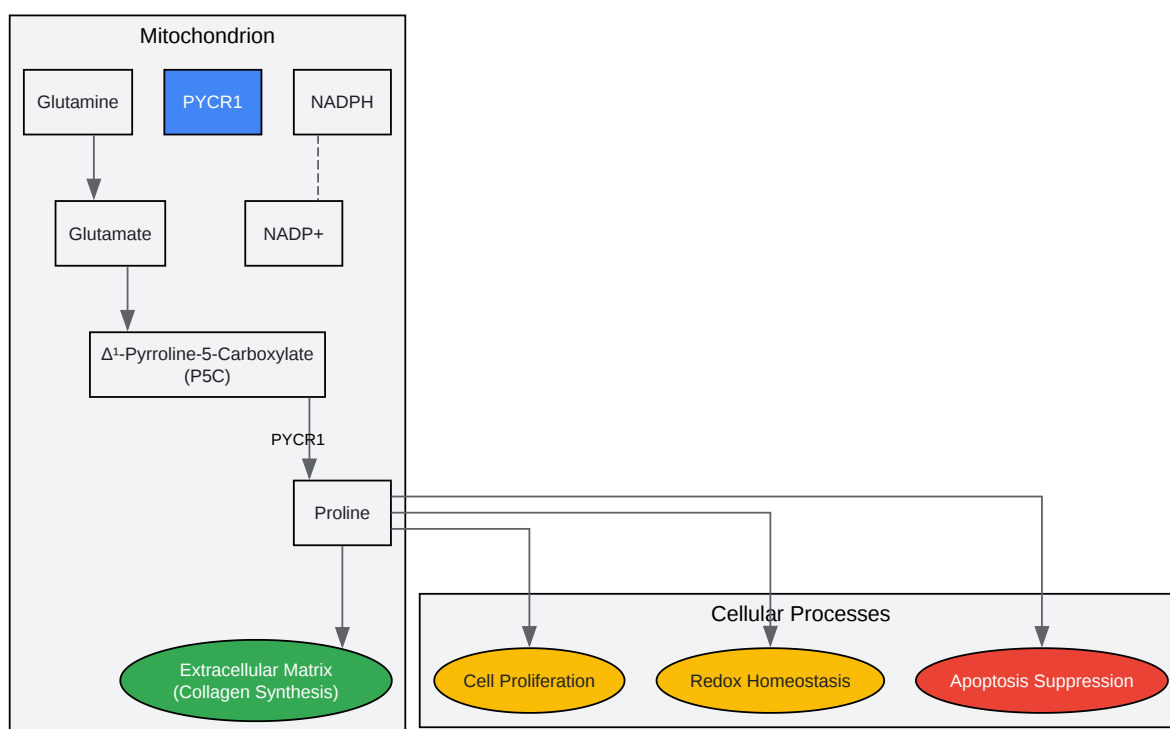 Mitochondrion
Glutamine
PYCR1
NADPH
Glutamate
NADP+
Δ¹-Pyrroline-5-Carboxylate
(P5C)
PYCR1
Proline
Cellular Processes
Extracellular Matrix
(Collagen Synthesis)
Cell Proliferation
Redox Homeostasis
Apoptosis Suppression